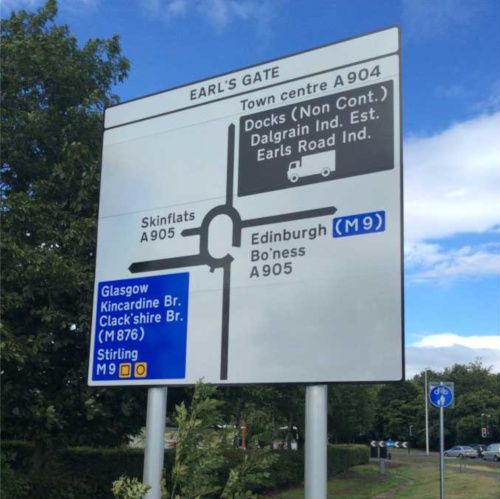 EARL'S GATE
Town centre A904
Docks (Non Cont.)
Dalgrain Ind. Est.
Earls Road Ind.
Skinflats
A905
Edinburgh (M9)
Bo'ness
A905
Glasgow
Kincardine Br.
Clack'shire Br.
(M876)
Stirling
M9